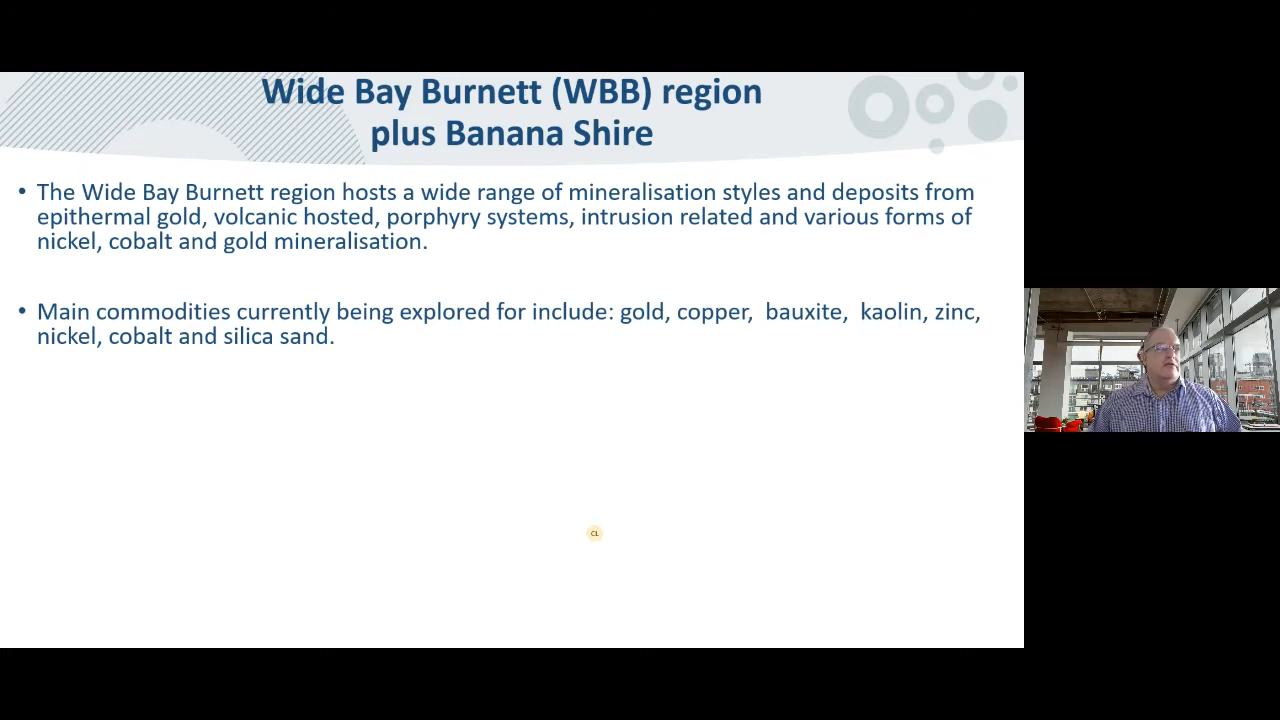 Wide Bay Burnett (WBB) region
plus Banana Shire
• The Wide Bay Burnett region hosts a wide range of mineralisation styles and deposits from
epithermal gold, volcanic hosted, porphyry systems, intrusion related and various forms of
nickel, cobalt and gold mineralisation.
• Main commodities currently being explored for include: gold, copper,  bauxite,  kaolin, zinc,
nickel, cobalt and silica sand.
CL